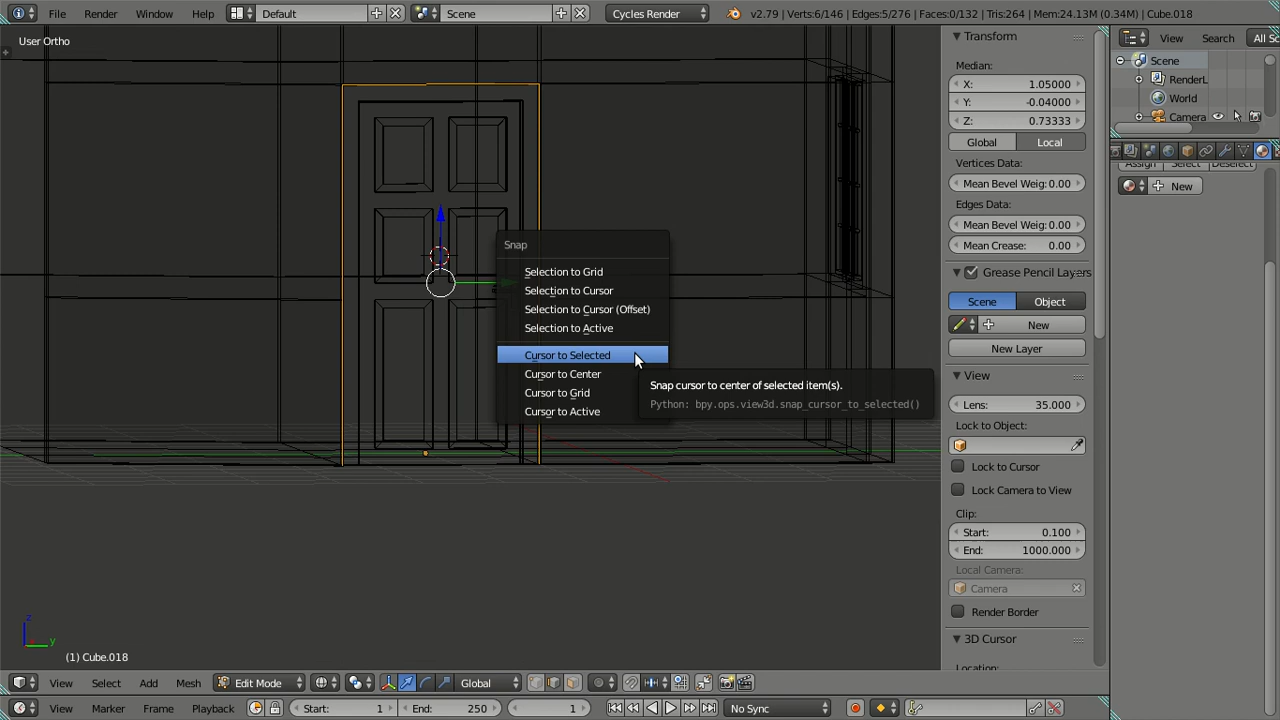 File Render Window Help Default Scene Cycles Render v2.79 | Verts:6/146 | Edges:5/276 | Faces:0/132 | Tris:264 | Mem:24.13M (0.34M) | Cube.018
User Ortho
Snap
Selection to Grid
Selection to Cursor
Selection to Cursor (Offset)
Selection to Active
Cursor to Selected
Cursor to Center
Cursor to Grid
Cursor to Active
Snap cursor to center of selected item(s).
Python: bpy.ops.view3d.snap_cursor_to_selected()
z
y
(1) Cube.018
Transform
Median:
X: 1.05000
Y: -0.04000
Z: 0.73333
Global Local
Vertices Data:
Mean Bevel Weig: 0.00
Edges Data:
Mean Bevel Weig: 0.00
Mean Crease: 0.00
Grease Pencil Layers
Scene Object
New
New Layer
View
Lens: 35.000
Lock to Object:
Lock to Cursor
Lock Camera to View
Clip:
Start: 0.100
End: 1000.000
Local Camera:
Camera
Render Border
3D Cursor
Location:
View Search All Sc
Scene
RenderL
World
Camera
Assign Select Deselect
New
View Select Add Mesh Edit Mode Global
View Marker Frame Playback Start: 1 End: 250 1 No Sync